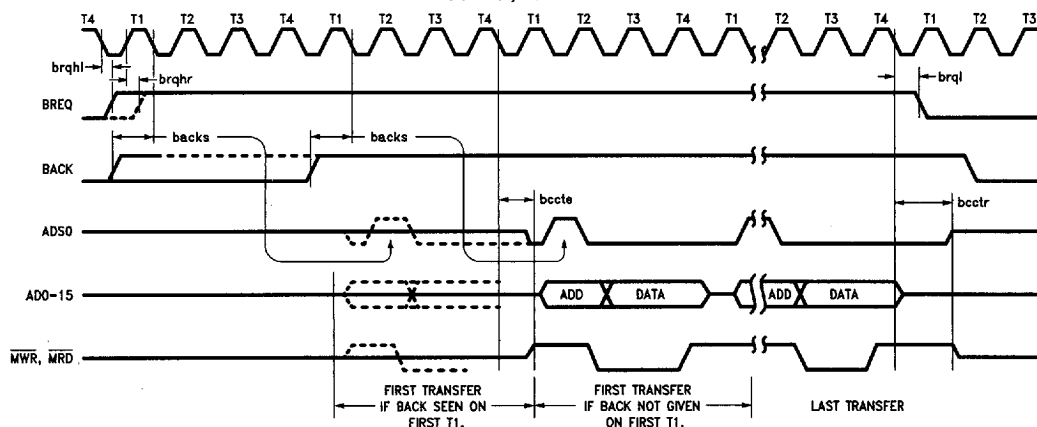 T4 T1 T2 T3 T4 T1 T2 T3 T4 T1 T2 T3 T4 T1 T2 T3 T4 T1 T2 T3
brqhl
brqhr
brql
BREQ
backs
backs
BACK
bccte
bcctr
ADS0
AD0-15
ADD
DATA
ADD
DATA
MWR, MRD
FIRST TRANSFER
IF BACK SEEN ON
FIRST T1.
FIRST TRANSFER
IF BACK NOT GIVEN
ON FIRST T1.
LAST TRANSFER